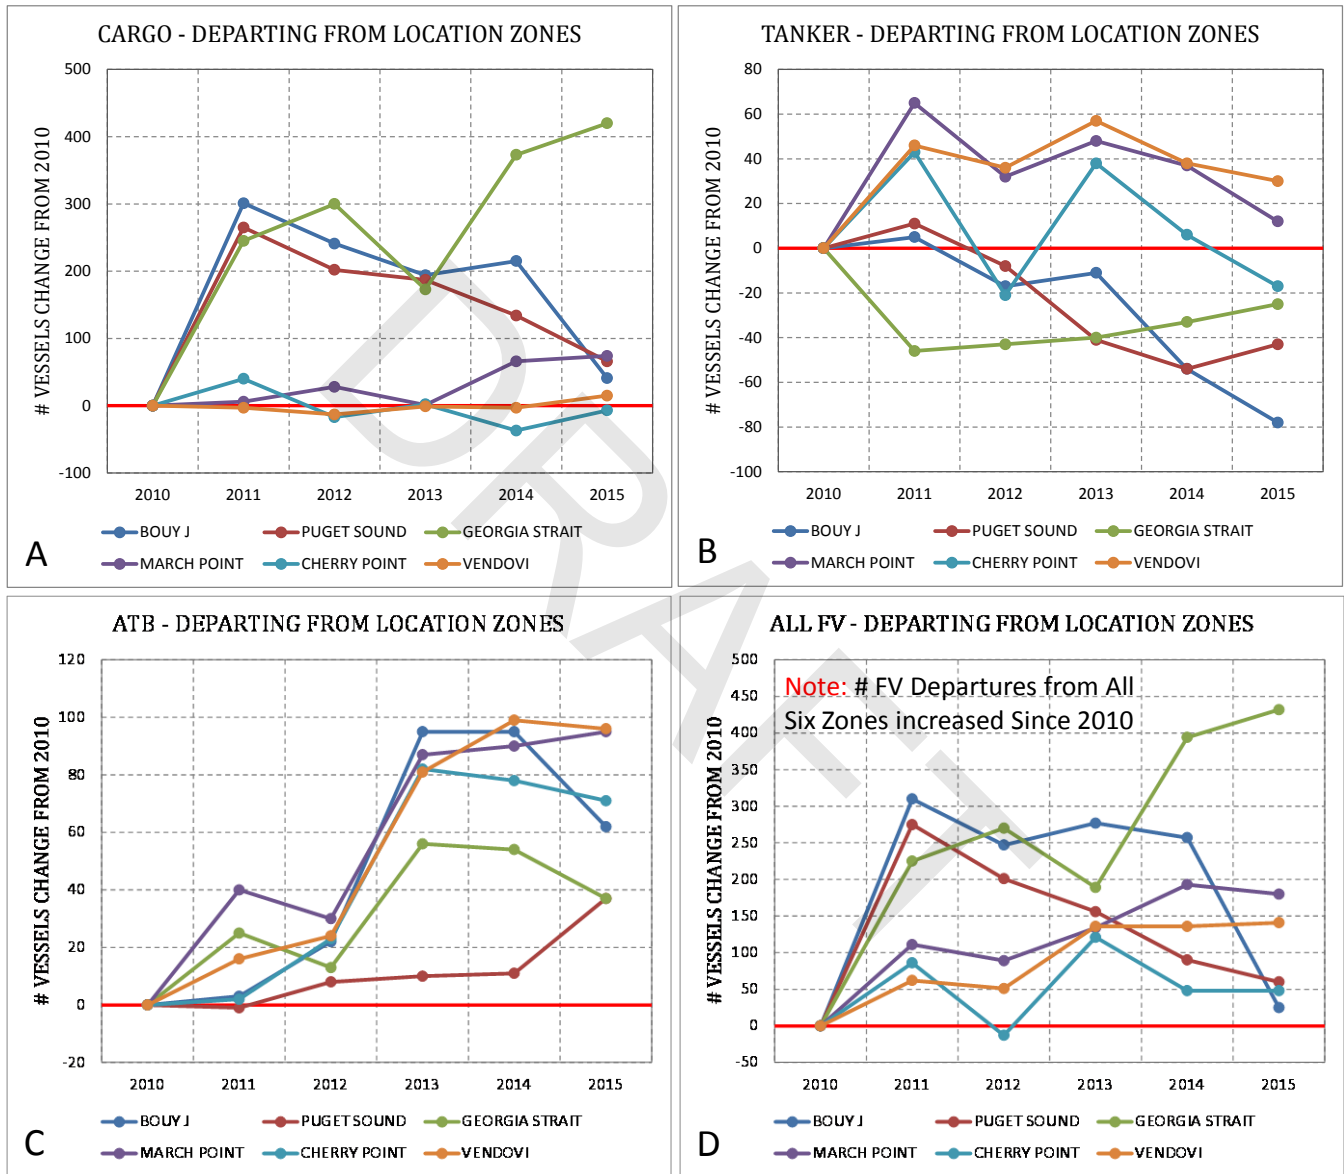 CARGO - DEPARTING FROM LOCATION ZONES
# VESSELS CHANGE FROM 2010
500
400
300
200
100
0
-100
2010 2011 2012 2013 2014 2015
BOUY J PUGET SOUND GEORGIA STRAIT
MARCH POINT CHERRY POINT VENDOVI
A
TANKER - DEPARTING FROM LOCATION ZONES
# VESSELS CHANGE FROM 2010
80
60
40
20
0
-20
-40
-60
-80
-100
2010 2011 2012 2013 2014 2015
BOUY J PUGET SOUND GEORGIA STRAIT
MARCH POINT CHERRY POINT VENDOVI
B
ATB - DEPARTING FROM LOCATION ZONES
# VESSELS CHANGE FROM 2010
120
100
80
60
40
20
0
-20
2010 2011 2012 2013 2014 2015
BOUY J PUGET SOUND GEORGIA STRAIT
MARCH POINT CHERRY POINT VENDOVI
C
ALL FV - DEPARTING FROM LOCATION ZONES
Note: # FV Departures from All
Six Zones increased Since 2010
# VESSELS CHANGE FROM 2010
500
450
400
350
300
250
200
150
100
50
0
-50
2010 2011 2012 2013 2014 2015
BOUY J PUGET SOUND GEORGIA STRAIT
MARCH POINT CHERRY POINT VENDOVI
D
DRAFT